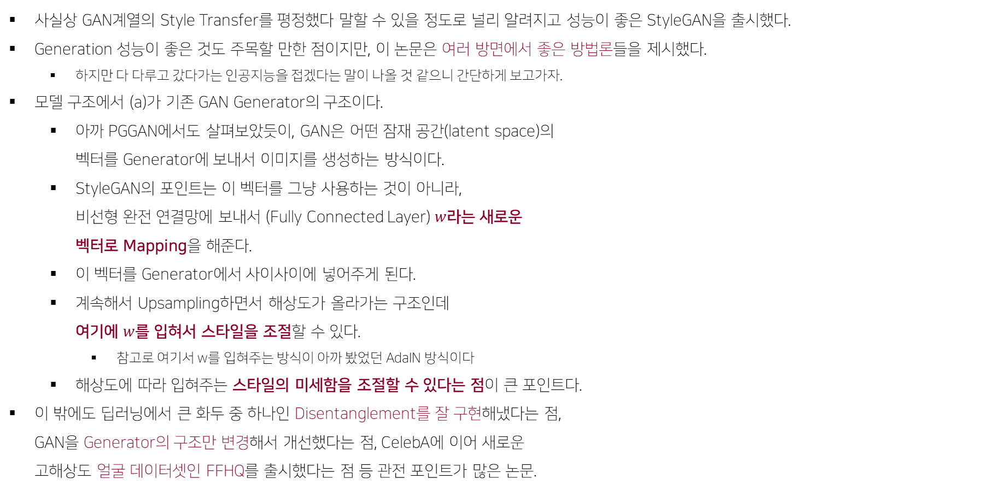 ▪ 사실상 GAN계열의 Style Transfer를 평정했다 말할 수 있을 정도로 널리 알려지고 성능이 좋은 StyleGAN을 출시했다.
▪ Generation 성능이 좋은 것도 주목할 만한 점이지만, 이 논문은 여러 방면에서 좋은 방법론들을 제시했다.
▪ 하지만 다 다루고 갔다가는 인공지능을 접겠다는 말이 나올 것 같으니 간단하게 보고가자.
▪ 모델 구조에서 (a)가 기존 GAN Generator의 구조이다.
▪ 아까 PGGAN에서도 살펴보았듯이, GAN은 어떤 잠재 공간(latent space)의
벡터를 Generator에 보내서 이미지를 생성하는 방식이다.
▪ StyleGAN의 포인트는 이 벡터를 그냥 사용하는 것이 아니라,
비선형 완전 연결망에 보내서 (Fully Connected Layer) w라는 새로운
벡터로 Mapping을 해준다.
▪ 이 벡터를 Generator에서 사이사이에 넣어주게 된다.
▪ 계속해서 Upsampling하면서 해상도가 올라가는 구조인데
여기에 w를 입혀서 스타일을 조절할 수 있다.
▪ 참고로 여기서 w를 입혀주는 방식이 아까 봤었던 AdaIN 방식이다
▪ 해상도에 따라 입혀주는 스타일의 미세함을 조절할 수 있다는 점이 큰 포인트다.
▪ 이 밖에도 딥러닝에서 큰 화두 중 하나인 Disentanglement를 잘 구현해냈다는 점,
GAN을 Generator의 구조만 변경해서 개선했다는 점, CelebA에 이어 새로운
고해상도 얼굴 데이터셋인 FFHQ를 출시했다는 점 등 관전 포인트가 많은 논문.